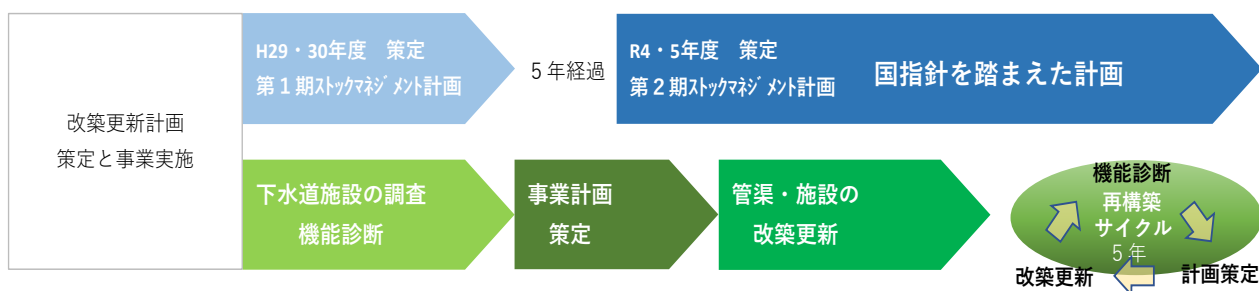 改築更新計画
策定と事業実施
H29・30年度　策定
第１期ｽﾄｯｸﾏﾈｼﾞﾒﾝﾄ計画
５年経過
R4・5年度　策定
第２期ｽﾄｯｸﾏﾈｼﾞﾒﾝﾄ計画
国指針を踏まえた計画
下水道施設の調査
機能診断
事業計画
策定
管渠・施設の
改築更新
機能診断
再構築
サイクル
５年
改築更新
計画策定